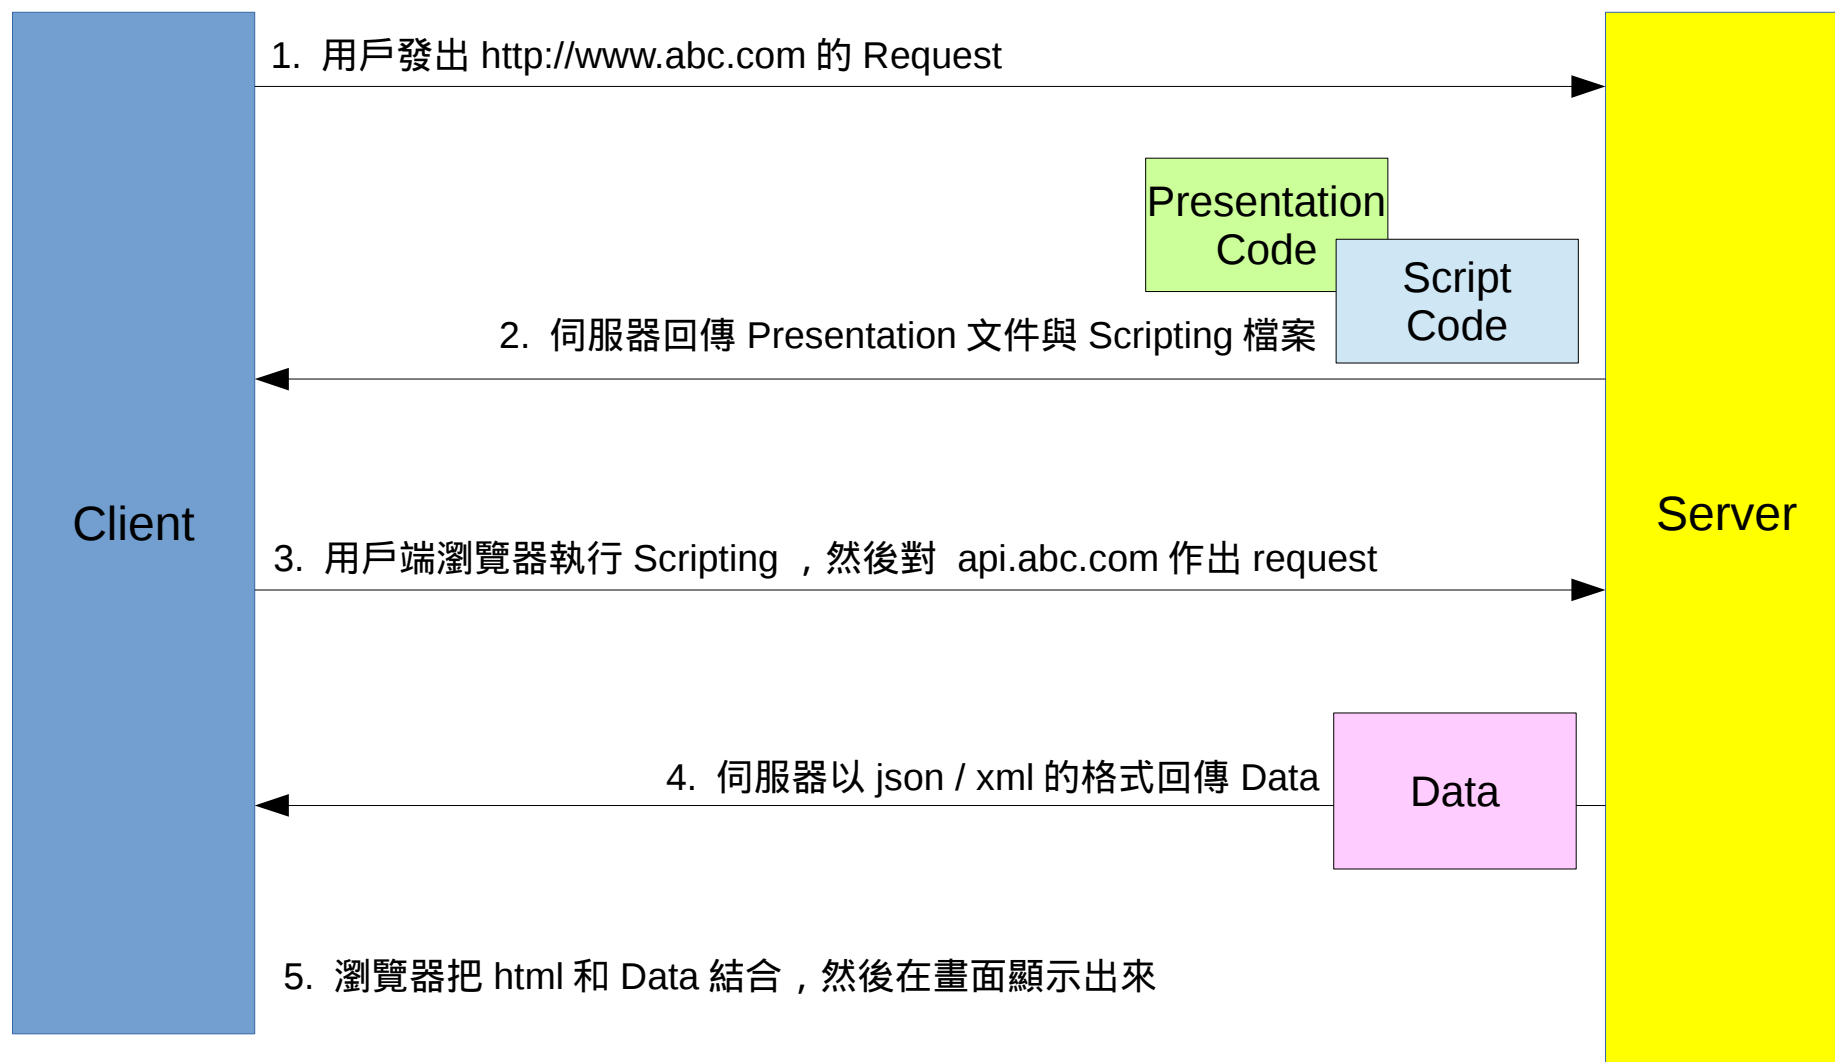 1. 用戶發出 http://www.abc.com 的 Request
Presentation
Code
Script
Code
2. 伺服器回傳 Presentation 文件與 Scripting 檔案
Client
Server
3. 用戶端瀏覽器執行 Scripting ，然後對 api.abc.com 作出 request
4. 伺服器以 json / xml 的格式回傳 Data
Data
5. 瀏覽器把 html 和 Data 結合，然後在畫面顯示出來